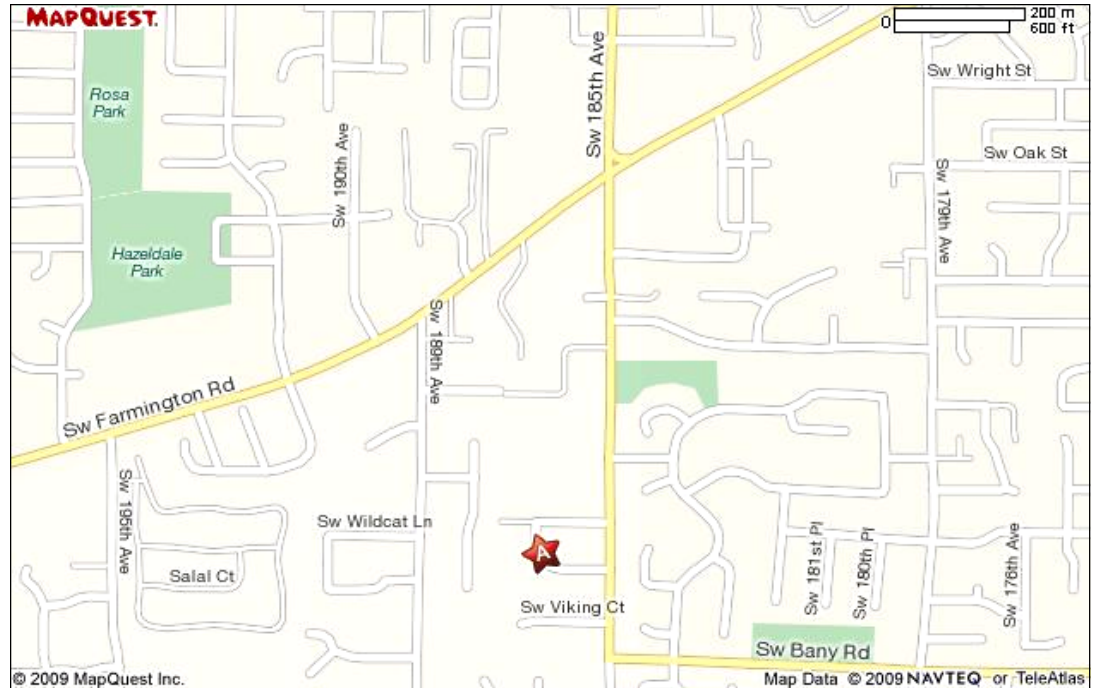 MAPQUEST.
0
200 m
600 ft
Sw Wright St
Rosa
Park
Sw 185th Ave
Sw 190th Ave
Sw Oak St
Sw 179th Ave
Hazeldale
Park
Sw 189th Ave
Sw Farmington Rd
Sw 195th Ave
Sw Wildcat Ln
Salal Ct
A
Sw 181st Pl
Sw 180th Pl
Sw 176th Ave
Sw Viking Ct
Sw Bany Rd
© 2009 MapQuest Inc.
Map Data © 2009 NAVTEQ or TeleAtlas